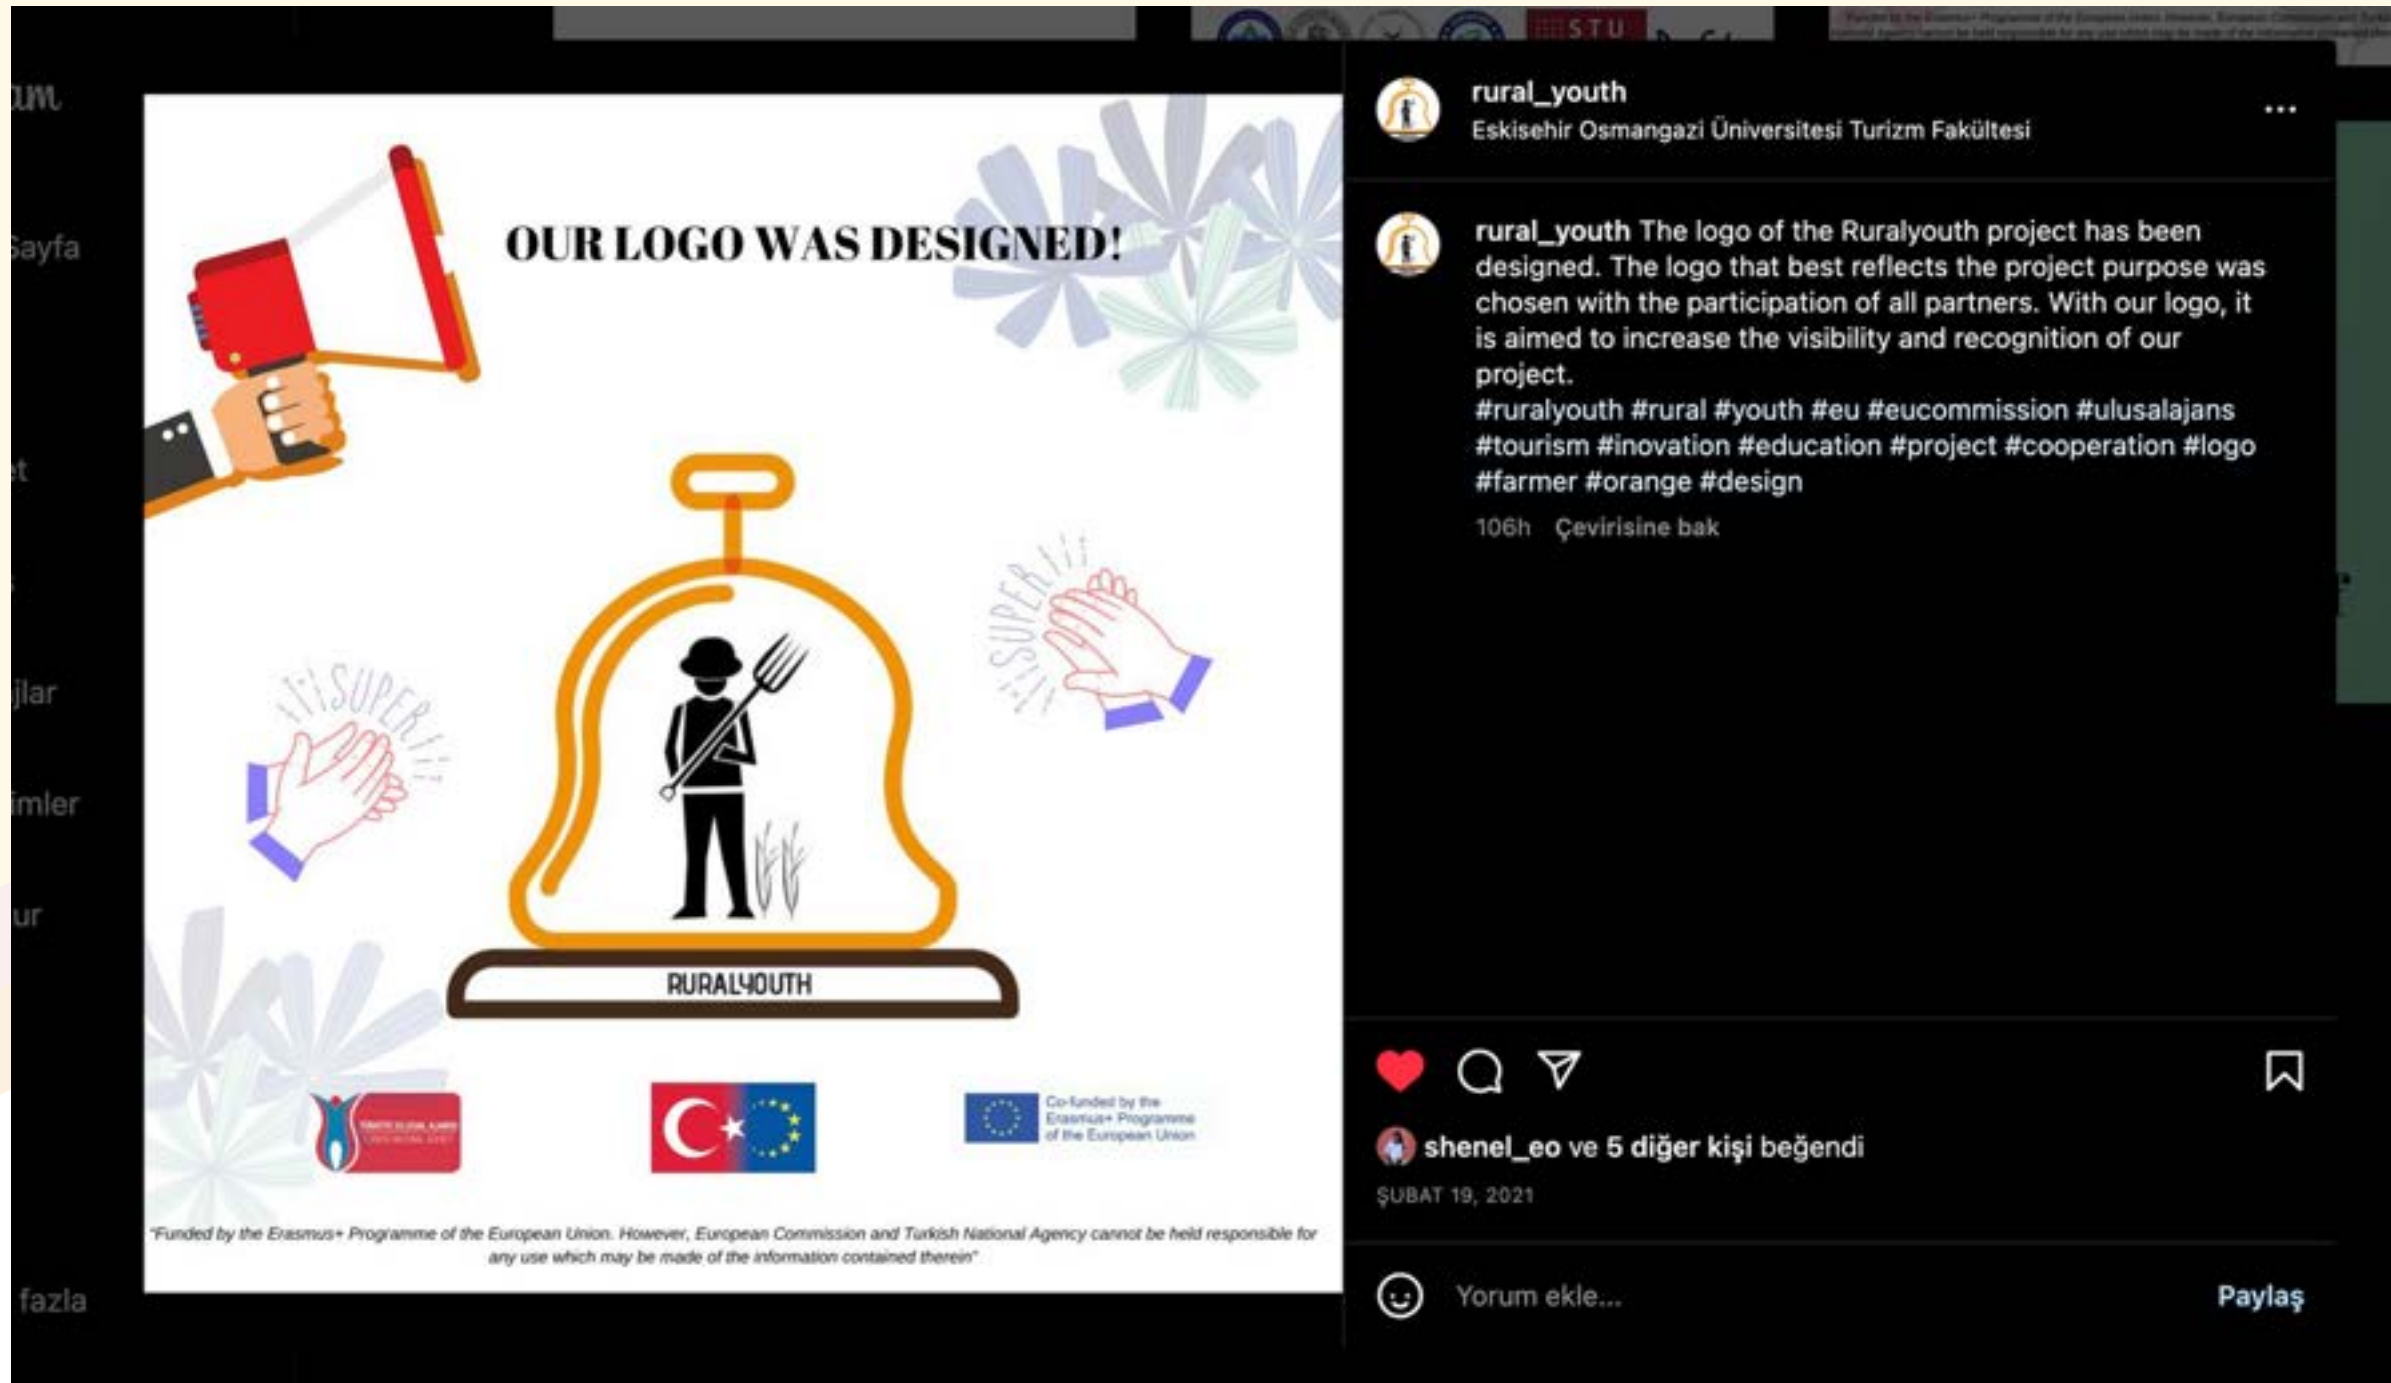 STU
am
Sayfa
et
jlar
imler
ur
fazla
OUR LOGO WAS DESIGNED!
SUPER
SUPER
RURALYOUTH
Co-funded by the
Erasmus+ Programme
of the European Union
"Funded by the Erasmus+ Programme of the European Union. However, European Commission and Turkish National Agency cannot be held responsible for
any use which may be made of the information contained therein"
rural_youth
Eskisehir Osmangazi Üniversitesi Turizm Fakültesi
rural_youth The logo of the Ruralyouth project has been
designed. The logo that best reflects the project purpose was
chosen with the participation of all partners. With our logo, it
is aimed to increase the visibility and recognition of our
project.
#ruralyouth #rural #youth #eu #eucommission #ulusalajans
#tourism #inovation #education #project #cooperation #logo
#farmer #orange #design
106h Çevirisine bak
shenel_eo ve 5 diğer kişi beğendi
ŞUBAT 19, 2021
Yorum ekle...
Paylaş